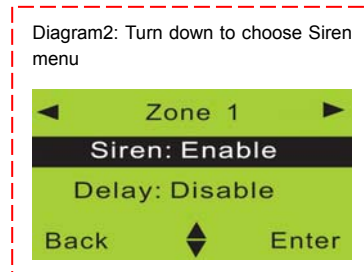 Diagram2: Turn down to choose Siren
menu
Zone 1
Siren: Enable
Delay: Disable
Back Enter